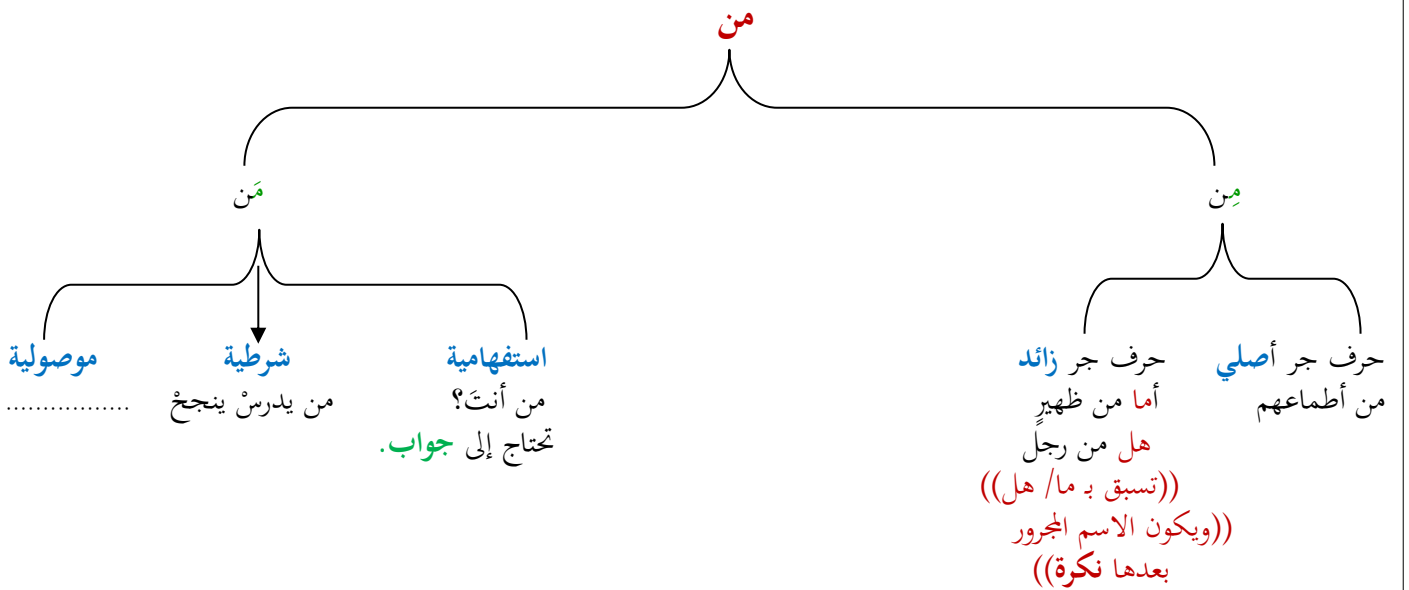 من
مِن
مَن
حرف جر أصلي
من أطماعهم
حرف جر زائد
أما من ظهيرٍ
هل من رجل
((تسبق بـ ما/ هل))
((ويكون الاسم المجرور
بعدها نكرة))
استفهامية
من أنتَ؟
تحتاج إلى جواب.
شرطية
من يدرسْ ينجحْ
موصولية
.................